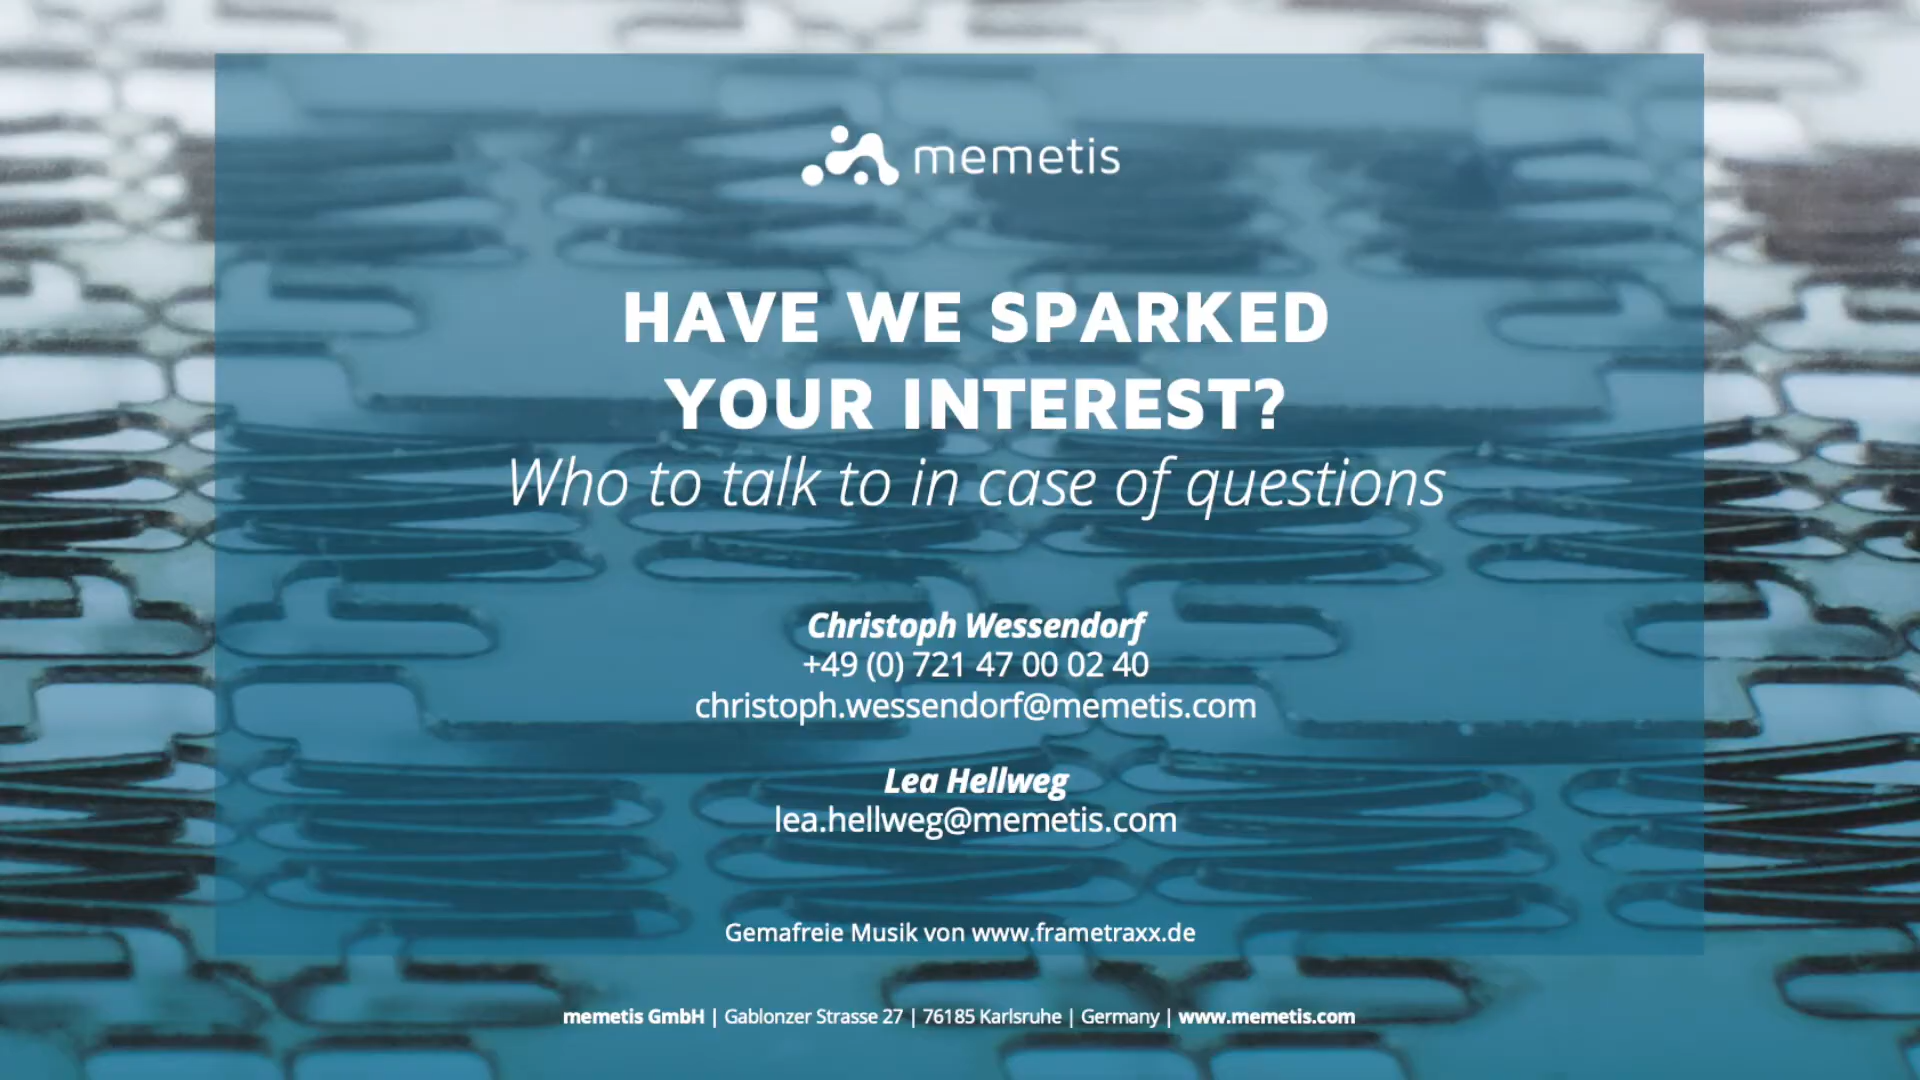 memetis
HAVE WE SPARKED
YOUR INTEREST?
Who to talk to in case of questions
Christoph Wessendorf
+49 (0) 721 47 00 02 40
christoph.wessendorf@memetis.com
Lea Hellweg
lea.hellweg@memetis.com
Gemafreie Musik von www.frametraxx.de
memetis GmbH | Gablonzer Strasse 27 | 76185 Karlsruhe | Germany | www.memetis.com